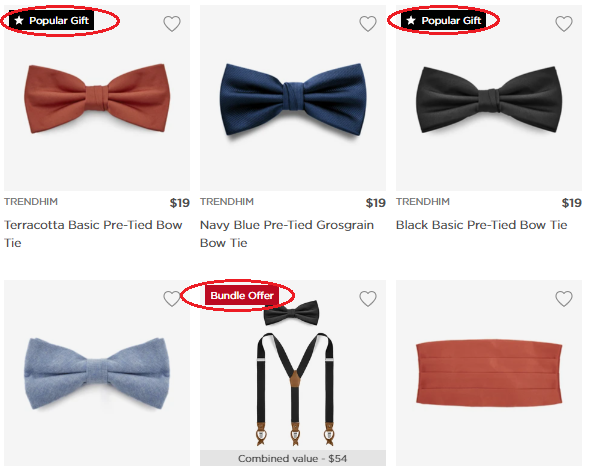 ★ Popular Gift
★ Popular Gift
TRENDHIM $19
TRENDHIM $19
TRENDHIM $19
Terracotta Basic Pre-Tied Bow
Tie
Navy Blue Pre-Tied Grosgrain
Bow Tie
Black Basic Pre-Tied Bow Tie
Bundle Offer
Combined value - $54